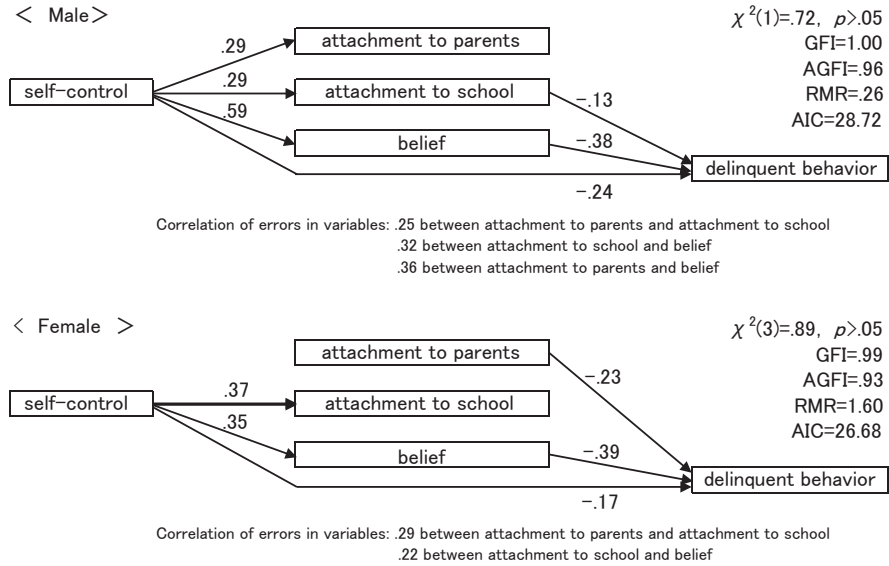 < Male>
χ²(1)=.72, p>.05
GFI=1.00
AGFI=.96
RMR=.26
AIC=28.72
attachment to parents
.29
self-control
.29
attachment to school
-.13
.59
belief
-.38
delinquent behavior
-.24
Correlation of errors in variables: .25 between attachment to parents and attachment to school
.32 between attachment to school and belief
.36 between attachment to parents and belief
< Female >
χ²(3)=.89, p>.05
GFI=.99
AGFI=.93
RMR=1.60
AIC=26.68
attachment to parents
-.23
self-control
.37
attachment to school
.35
belief
-.39
delinquent behavior
-.17
Correlation of errors in variables: .29 between attachment to parents and attachment to school
.22 between attachment to school and belief